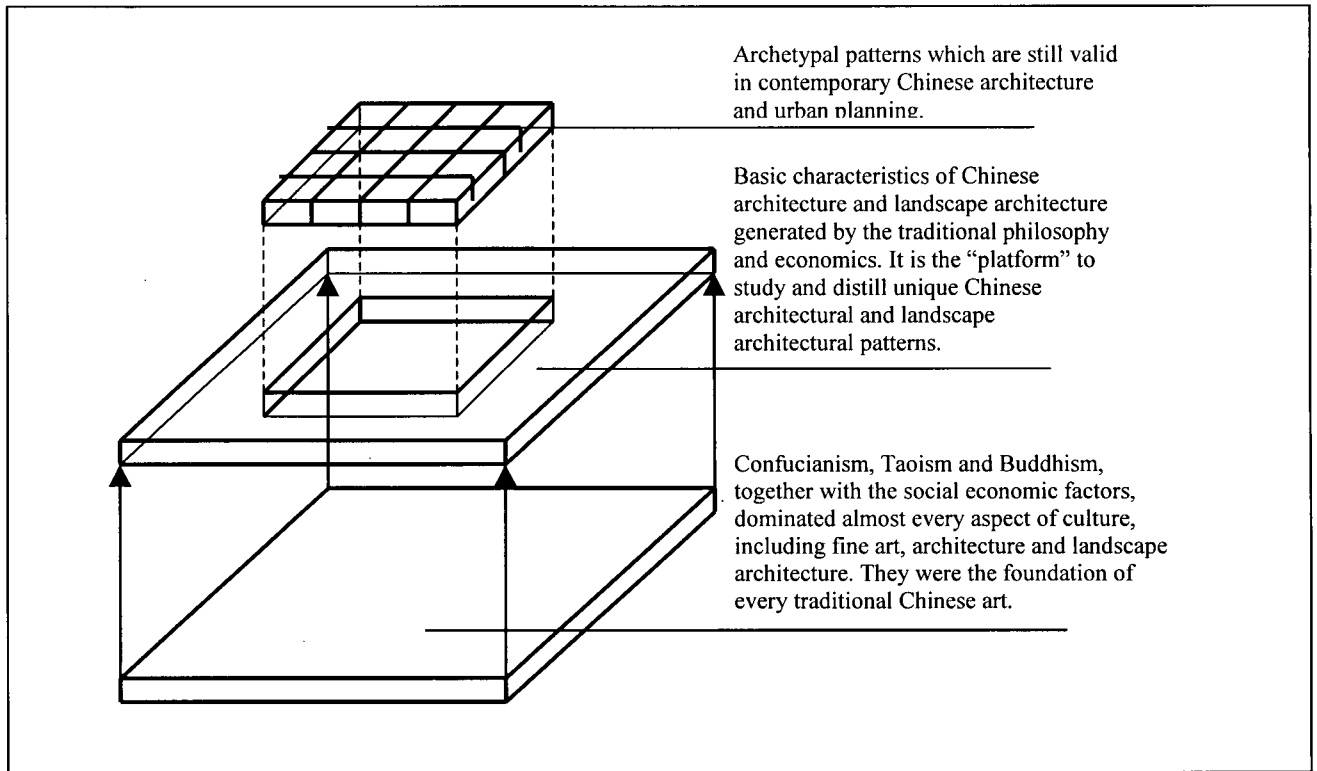 Archetypal patterns which are still valid
in contemporary Chinese architecture
and urban planning.
Basic characteristics of Chinese
architecture and landscape architecture
generated by the traditional philosophy
and economics. It is the “platform” to
study and distill unique Chinese
architectural and landscape
architectural patterns.
Confucianism, Taoism and Buddhism,
together with the social economic factors,
dominated almost every aspect of culture,
including fine art, architecture and landscape
architecture. They were the foundation of
every traditional Chinese art.